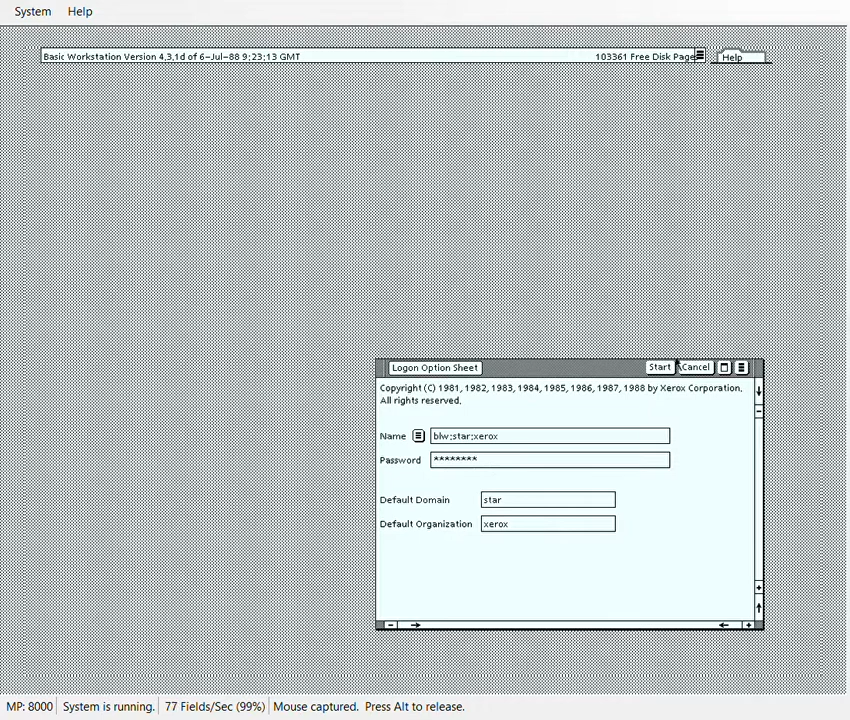 System Help
Basic Workstation Version 4.3.1d of 6-Jul-88 9:23:13 GMT 103361 Free Disk Page Help
Logon Option Sheet Start Cancel
Copyright (C) 1981, 1982, 1983, 1984, 1985, 1986, 1987, 1988 by Xerox Corporation.
All rights reserved.
Name blw:star:xerox
Password ********
Default Domain star
Default Organization xerox
MP: 8000 System is running. 77 Fields/Sec (99%) Mouse captured. Press Alt to release.